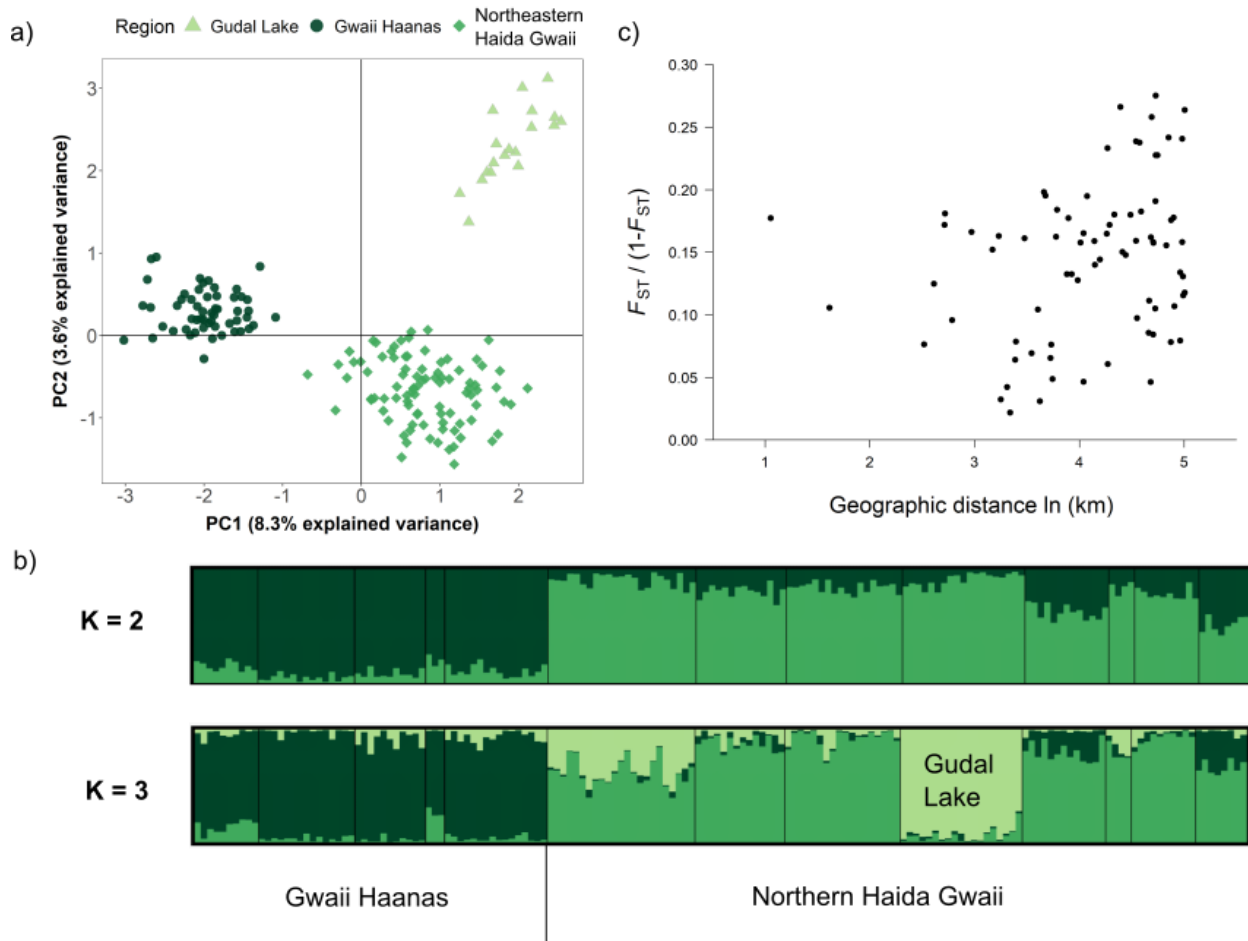 a)
Region Gudal Lake Gwaii Haanas Northeastern
Haida Gwaii
3
2
1
0
-1
PC2 (3.6% explained variance)
-3 -2 -1 0 1 2
PC1 (8.3% explained variance)
c)
0.30
0.25
0.20
0.15
0.10
0.05
0.00
FST / (1-FST)
1 2 3 4 5
Geographic distance ln (km)
b)
K = 2
K = 3
Gudal
Lake
Gwaii Haanas Northern Haida Gwaii